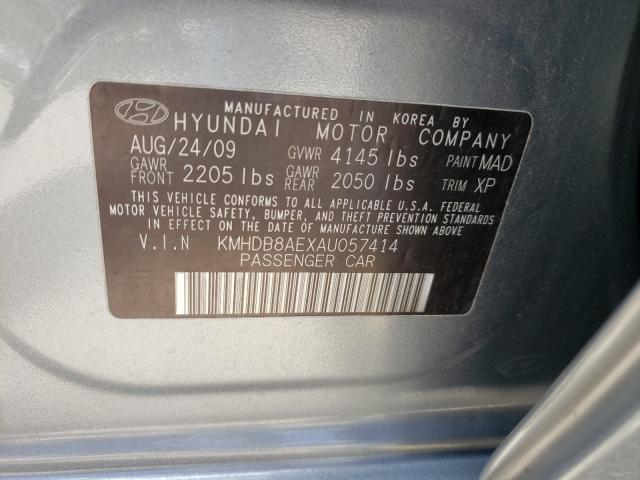 MANUFACTURED IN KOREA BY
HYUNDAI MOTOR COMPANY
AUG/24/09 GVWR 4145 lbs PAINT MAD
GAWR FRONT 2205 lbs GAWR REAR 2050 lbs TRIM XP
THIS VEHICLE CONFORMS TO ALL APPLICABLE U.S.A. FEDERAL
MOTOR VEHICLE SAFETY, BUMPER, AND THEFT PREVENTION STANDARDS
IN EFFECT ON THE DATE OF MANUFACTURE SHOWN ABOVE.
V.I.N KMHDB8AEXAU057414
PASSENGER CAR